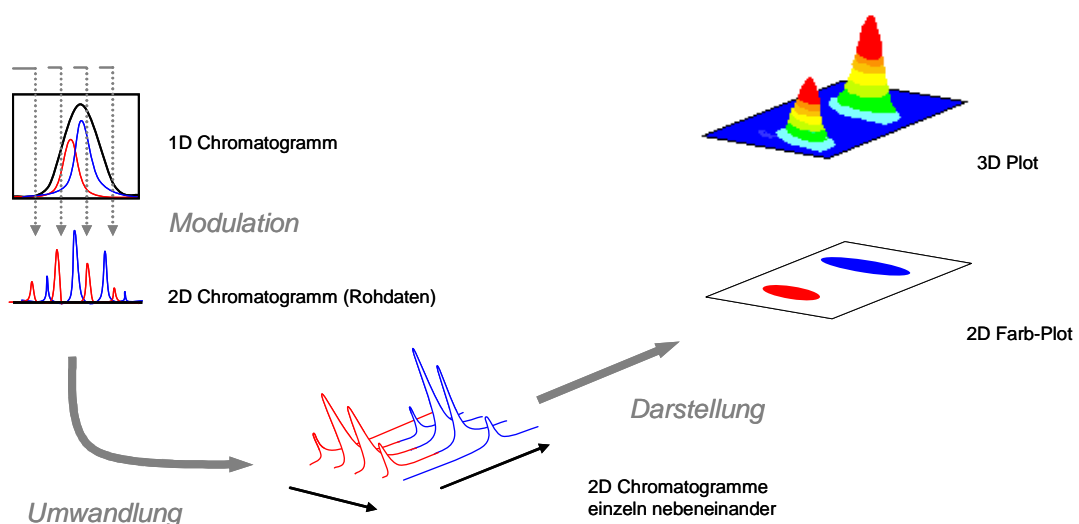 1D Chromatogramm
Modulation
2D Chromatogramm (Rohdaten)
Umwandlung
2D Chromatogramme
einzeln nebeneinander
Darstellung
3D Plot
2D Farb-Plot